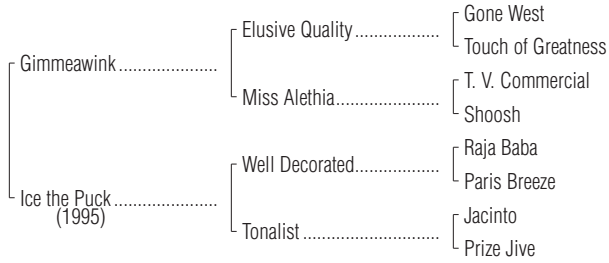 Gone West
Elusive Quality
Touch of Greatness
Gimmeawink
T. V. Commercial
Miss Alethia
Shoosh
Raja Baba
Well Decorated
Paris Breeze
Ice the Puck
(1995)
Jacinto
Tonalist
Prize Jive